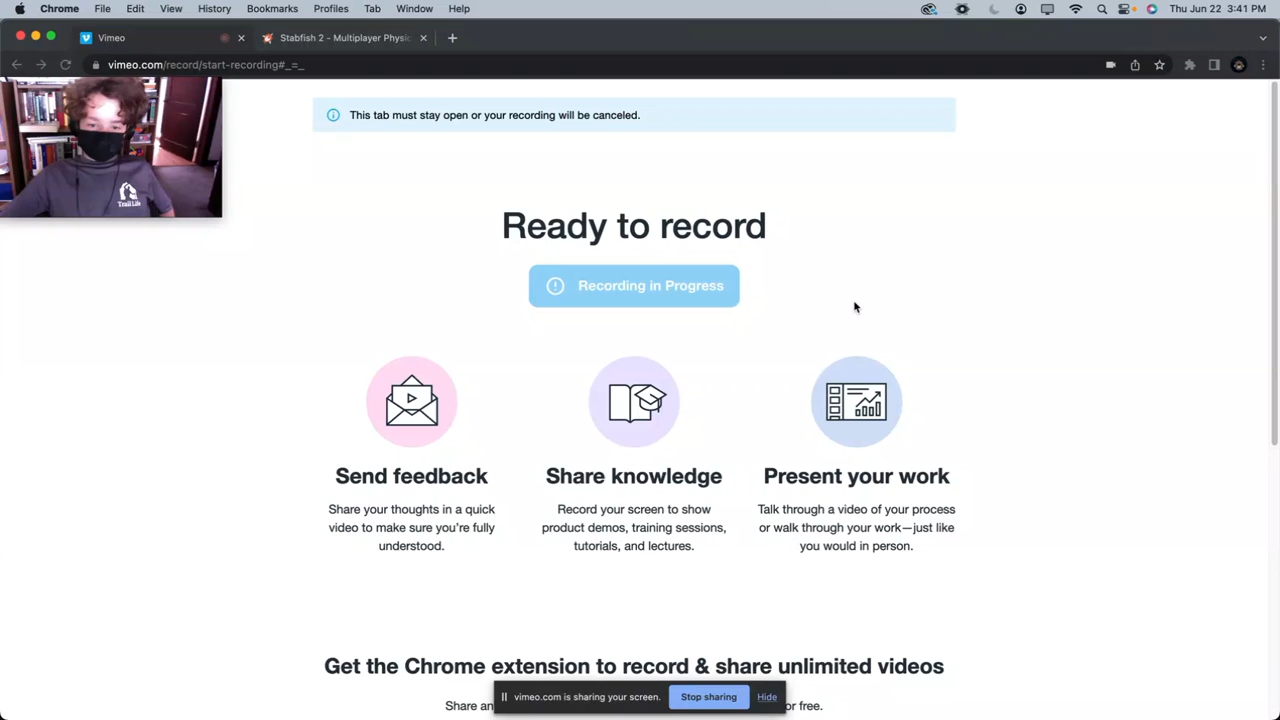 Chrome File Edit View History Bookmarks Profiles Tab Window Help Thu Jun 22 3:41 PM
Vimeo Stabfish 2 - Multiplayer Physic
vimeo.com/record/start-recording#_=_
This tab must stay open or your recording will be canceled.
Trail Life
Ready to record
Recording in Progress
Send feedback
Share your thoughts in a quick
video to make sure you're fully
understood.
Share knowledge
Record your screen to show
product demos, training sessions,
tutorials, and lectures.
Present your work
Talk through a video of your process
or walk through your work—just like
you would in person.
Get the Chrome extension to record & share unlimited videos
Share an
or free.
vimeo.com is sharing your screen. Stop sharing Hide